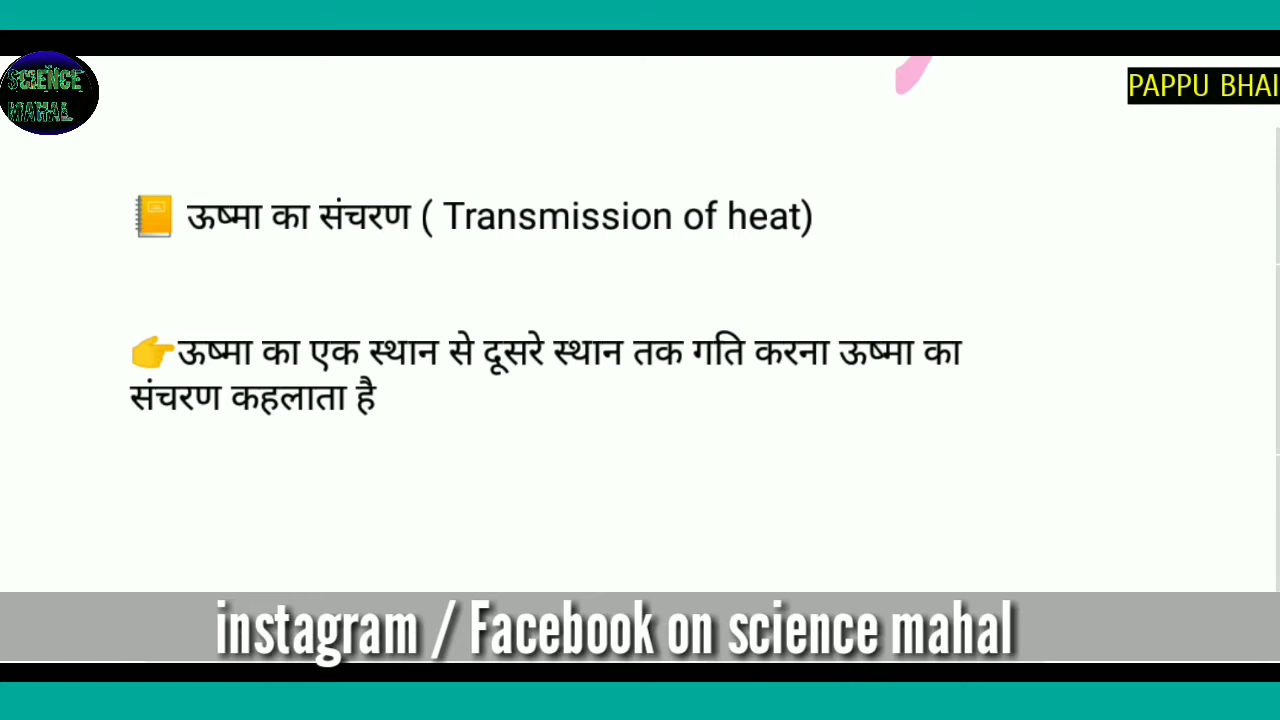 SCIENCE
MAHAL
PAPPU BHAI
📒 ऊष्मा का संचरण ( Transmission of heat)
👉ऊष्मा का एक स्थान से दूसरे स्थान तक गति करना ऊष्मा का
संचरण कहलाता है
instagram / Facebook on science mahal